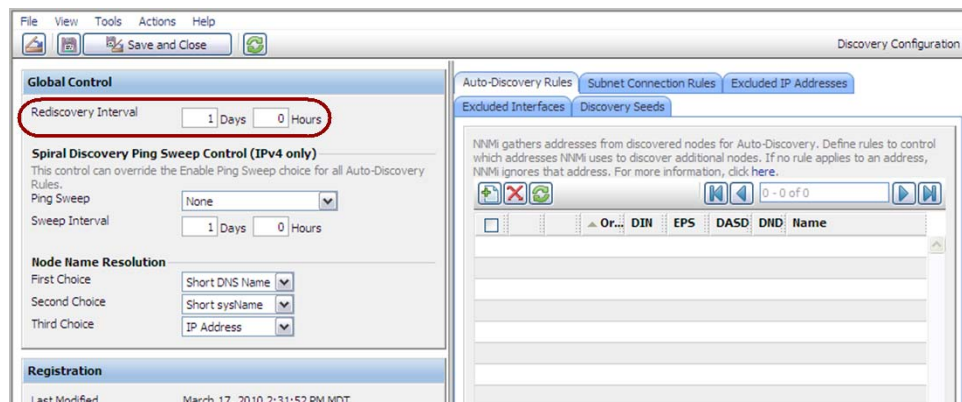 File View Tools Actions Help
Save and Close
Discovery Configuration
Global Control
Rediscovery Interval 1 Days 0 Hours
Spiral Discovery Ping Sweep Control (IPv4 only)
This control can override the Enable Ping Sweep choice for all Auto-Discovery
Rules.
Ping Sweep None
Sweep Interval 1 Days 0 Hours
Node Name Resolution
First Choice Short DNS Name
Second Choice Short sysName
Third Choice IP Address
Registration
Last Modified March 17, 2010 2:31:52 PM MDT
Auto-Discovery Rules Subnet Connection Rules Excluded IP Addresses
Excluded Interfaces Discovery Seeds
NNMi gathers addresses from discovered nodes for Auto-Discovery. Define rules to control
which addresses NNMi uses to discover additional nodes. If no rule applies to an address,
NNMi ignores that address. For more information, click here.
0 - 0 of 0
Or... DIN EPS DASD DND Name